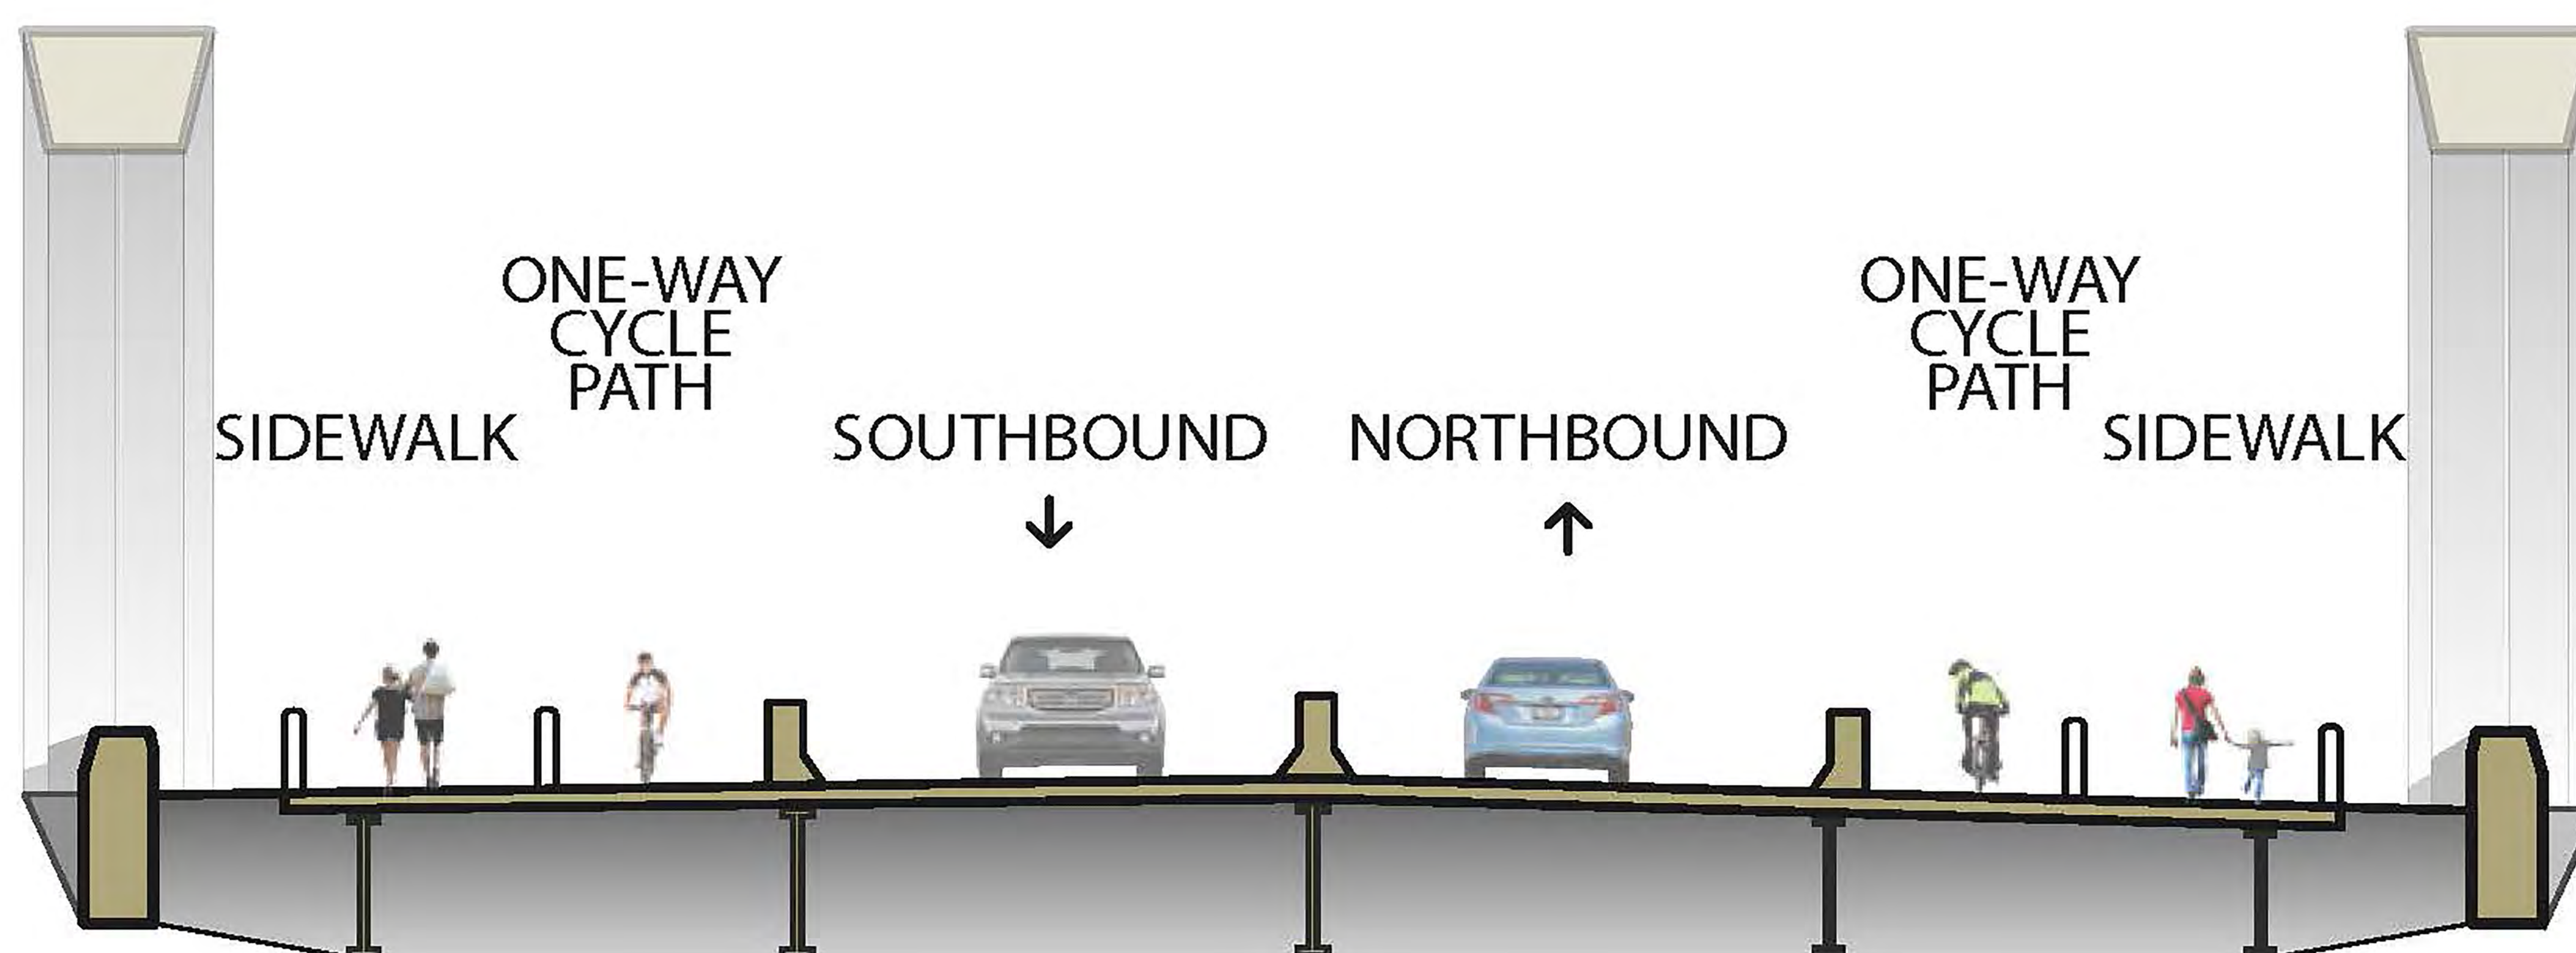 ONE-WAY
CYCLE
PATH
SIDEWALK
SOUTHBOUND
NORTHBOUND
ONE-WAY
CYCLE
PATH
SIDEWALK